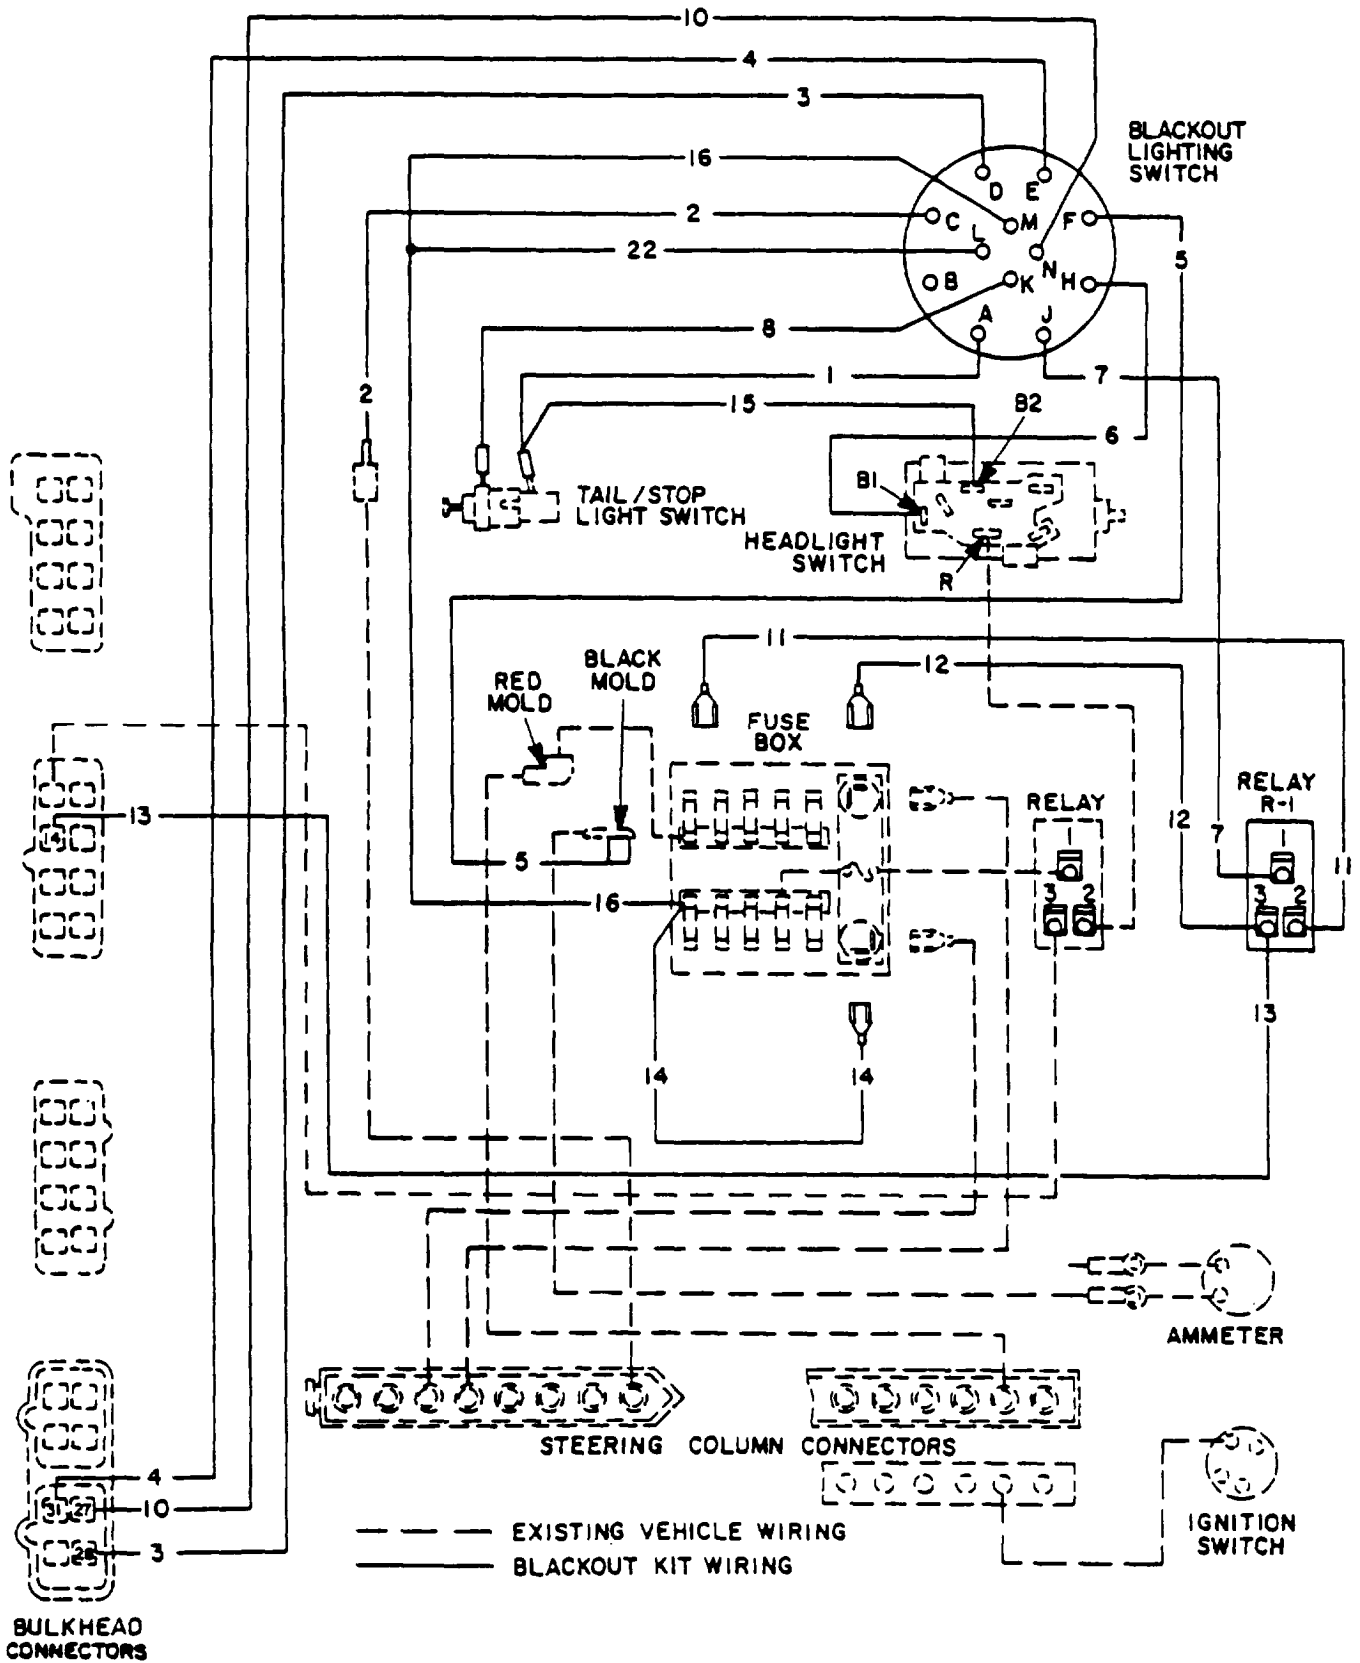 10
4
3
BLACKOUT
LIGHTING
SWITCH
16
D
E
2
C
M
F
L
22
N
5
B
K
H
A
J
8
1
7
2
15
B2
6
B1
TAIL/STOP
LIGHT SWITCH
HEADLIGHT
SWITCH
R
11
BLACK
MOLD
12
RED
MOLD
FUSE
BOX
RELAY
R-1
RELAY
13
12
7
1
1
4
5
11
3
2
3
2
16
13
14
14
AMMETER
STEERING COLUMN CONNECTORS
4
31
27
10
EXISTING VEHICLE WIRING
IGNITION
SWITCH
3
BLACKOUT KIT WIRING
BULKHEAD
CONNECTORS